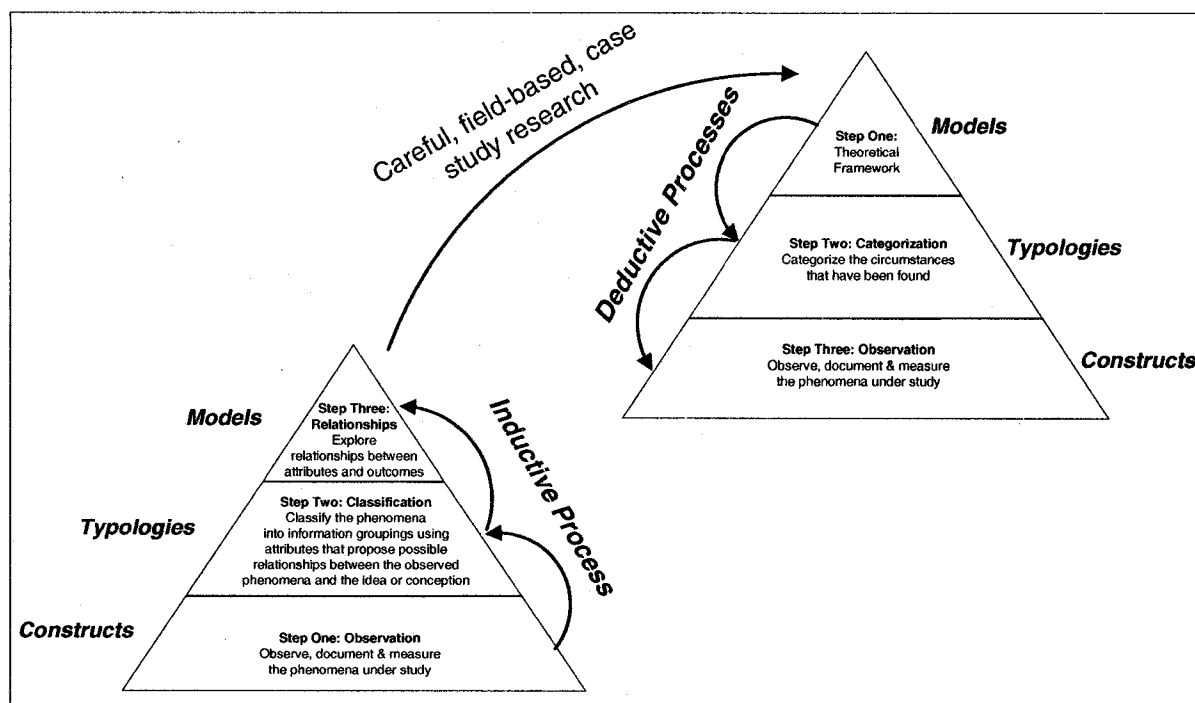 Careful, field-based, case
study research
Deductive Processes
Models
Step One:
Theoretical
Framework
Typologies
Step Two: Categorization
Categorize the circumstances
that have been found
Constructs
Step Three: Observation
Observe, document & measure
the phenomena under study
Inductive Process
Models
Step Three:
Relationships
Explore
relationships between
attributes and outcomes
Typologies
Step Two: Classification
Classify the phenomena
into information groupings using
attributes that propose possible
relationships between the observed
phenomena and the idea or conception
Constructs
Step One: Observation
Observe, document & measure
the phenomena under study